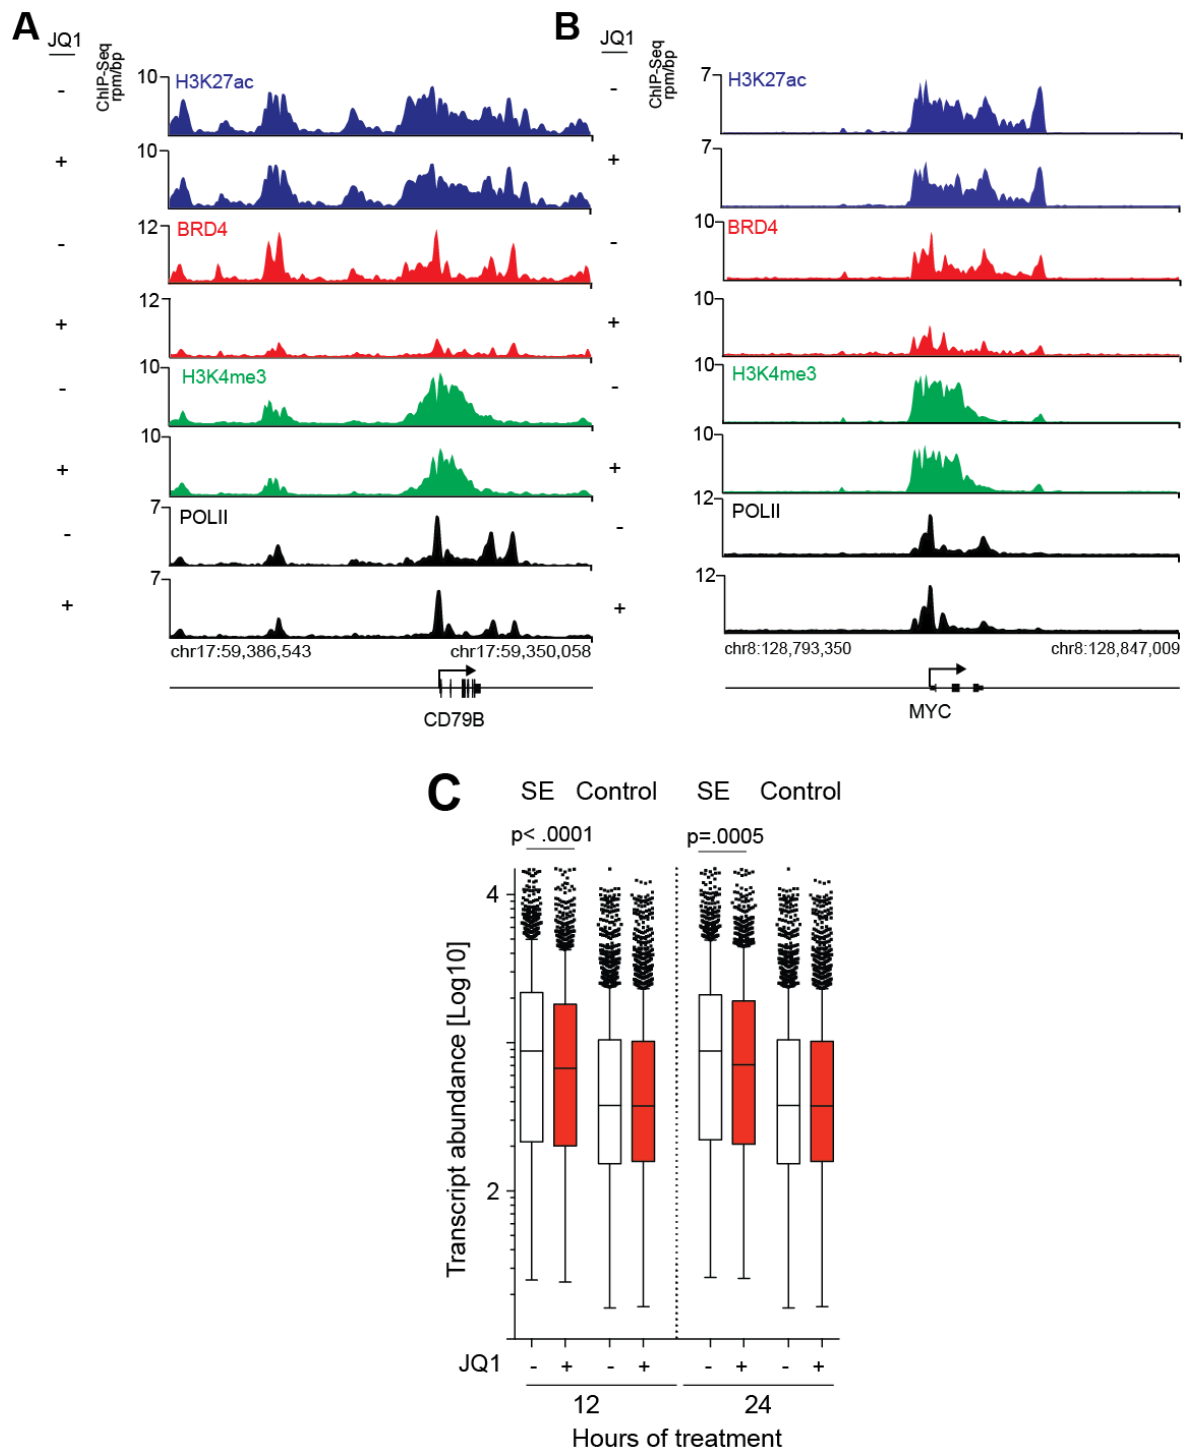 A
JQ1
ChIP-Seq
rpm/bp
-
10
H3K27ac
+
10
-
12
BRD4
+
12
-
10
H3K4me3
+
10
-
7
POLII
+
7
chr17:59,386,543
chr17:59,350,058
CD79B
B
JQ1
ChIP-Seq
rpm/bp
-
7
H3K27ac
+
7
-
10
BRD4
+
10
-
10
H3K4me3
+
10
-
12
POLII
+
12
chr8:128,793,350
chr8:128,847,009
MYC
C
SE Control SE Control
p< .0001 p=.0005
Transcript abundance [Log10]
4
2
JQ1 - + - + - + - +
12 24
Hours of treatment